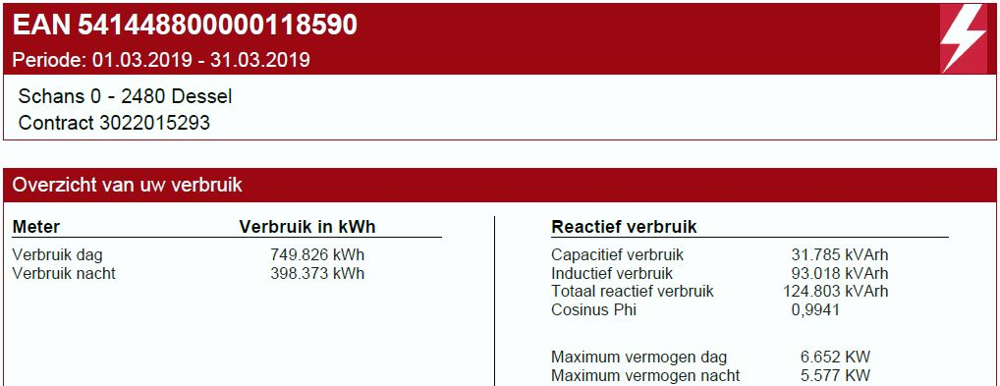 EAN 541448800000118590
Periode: 01.03.2019 - 31.03.2019
Schans 0 - 2480 Dessel
Contract 3022015293
Overzicht van uw verbruik
Meter Verbruik in kWh
Verbruik dag 749.826 kWh
Verbruik nacht 398.373 kWh
Reactief verbruik
Capacitief verbruik 31.785 kVArh
Inductief verbruik 93.018 kVArh
Totaal reactief verbruik 124.803 kVArh
Cosinus Phi 0,9941
Maximum vermogen dag 6.652 KW
Maximum vermogen nacht 5.577 KW